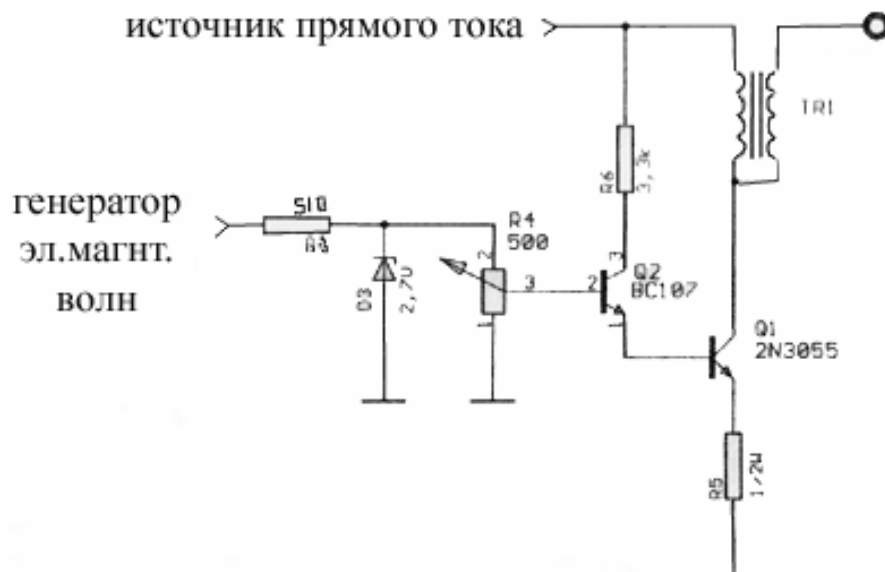 источник прямого тока
TR1
R6
3,3k
генератор
эл.магнт.
волн
510
R3
R4
500
2
3
1
D3
2,7V
3
2
1
Q2
BC107
Q1
2N3055
R5
1/2W